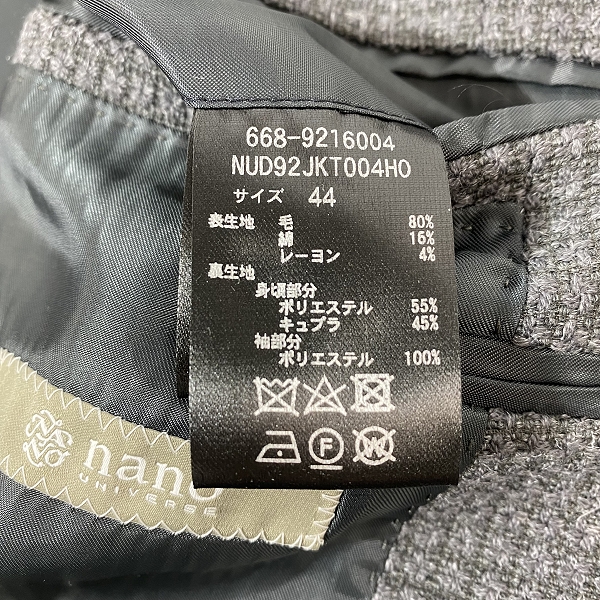 668-9216004
NUD92JKT004HO
サイズ 44
表生地 毛 80%
綿 16%
レーヨン 4%
裏生地
身頃部分
ポリエステル 55%
キュプラ 45%
袖部分
ポリエステル 100%
P
W
nano
UNIVERSE